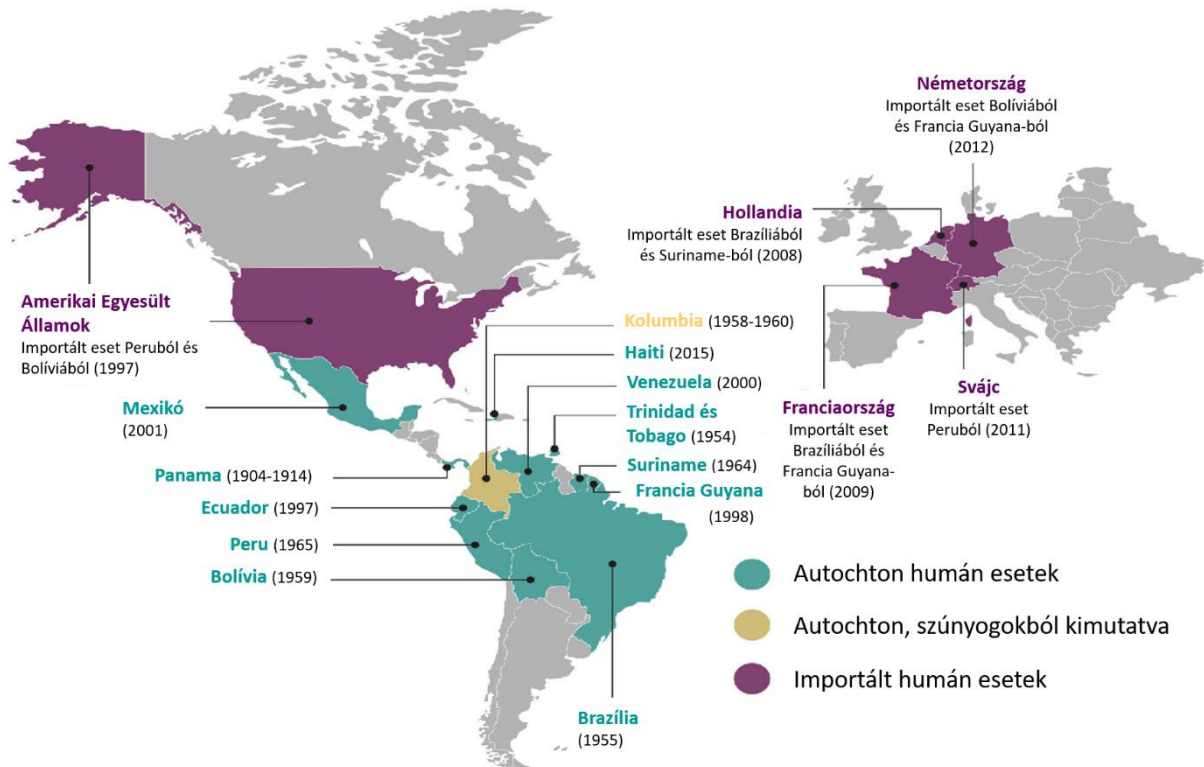 Németország
Importált eset Bolíviából
és Francia Guyana-ból
(2012)
Hollandia
Importált eset Brazíliából
és Suriname-ból (2008)
Amerikai Egyesült
Államok
Importált eset Peruból és
Bolíviából (1997)
Kolumbia (1958-1960)
Haiti (2015)
Venezuela (2000)
Trinidad és
Tobago (1954)
Suriname (1964)
Francia Guyana
(1998)
Franciaország
Importált eset
Brazíliából és
Francia Guyana-
ból (2009)
Svájc
Importált eset
Peruból (2011)
Mexikó
(2001)
Panama (1904-1914)
Ecuador (1997)
Peru (1965)
Bolívia (1959)
Brazília
(1955)
Autochton humán esetek
Autochton, szúnyogokból kimutatva
Importált humán esetek